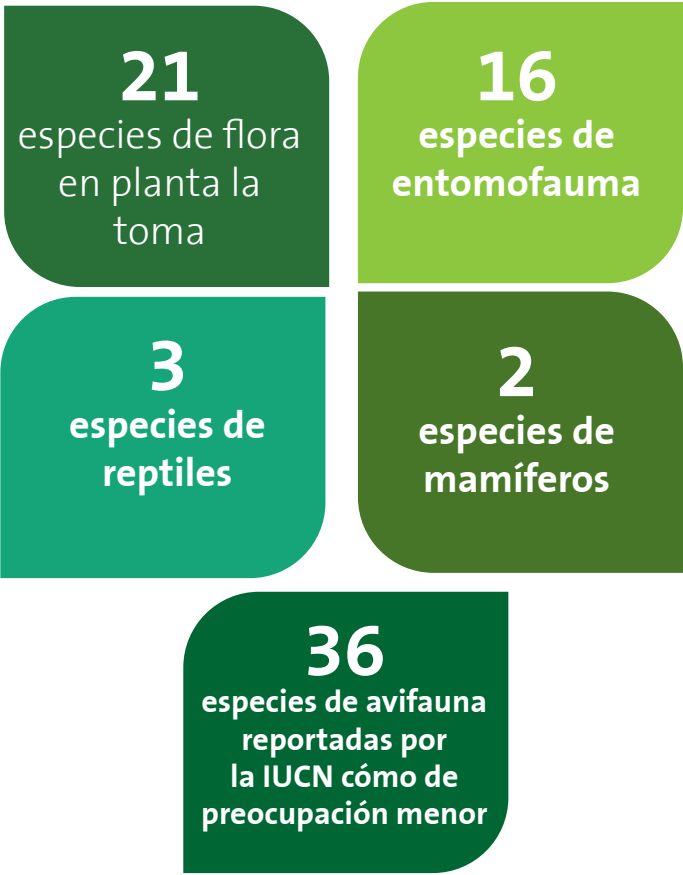 21
especies de flora
en planta la
toma
16
especies de
entomofauma
3
especies de
reptiles
2
especies de
mamíferos
36
especies de avifauna
reportadas por
la IUCN cómo de
preocupación menor